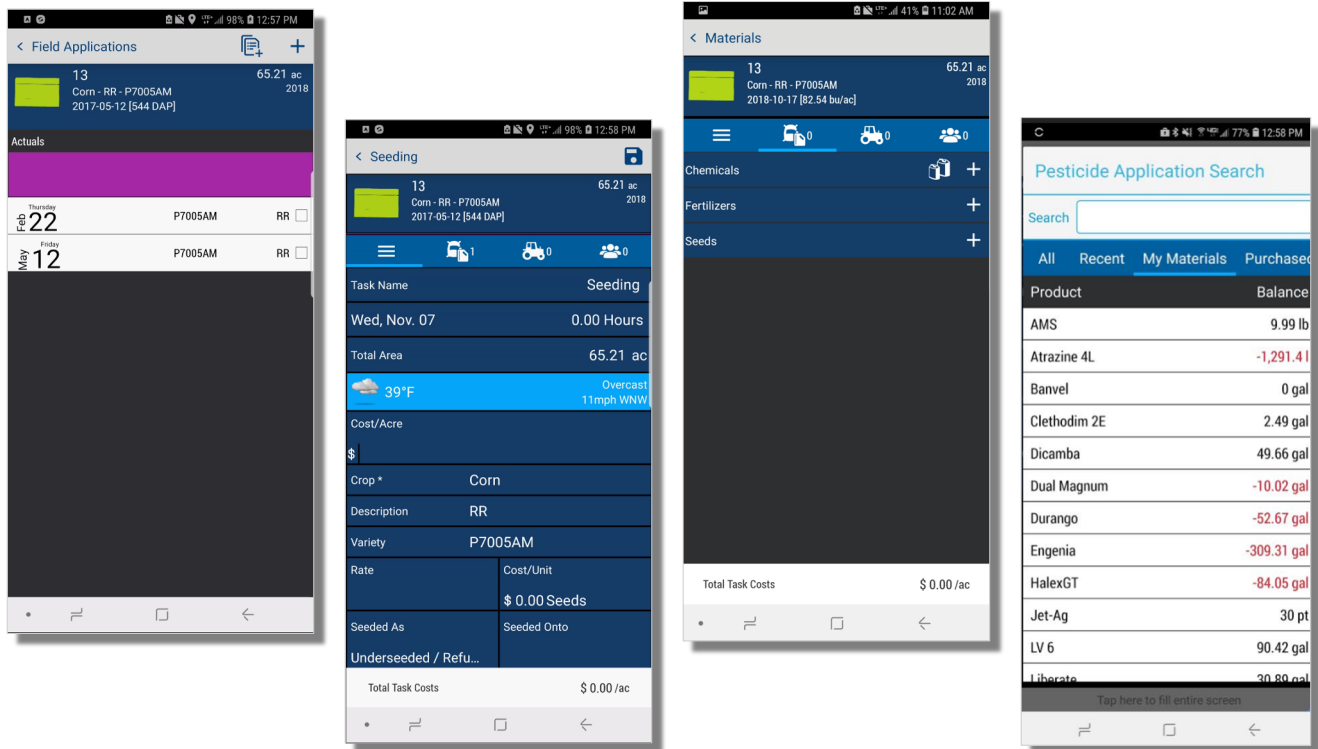 98% 12:57 PM
< Field Applications
13
65.21 ac
Corn - RR - P7005AM
2018
2017-05-12 [544 DAP]
Actuals
Feb 22 Thursday P7005AM RR
May 12 Friday P7005AM RR
98% 12:58 PM
< Seeding
13
65.21 ac
Corn - RR - P7005AM
2018
2017-05-12 [544 DAP]
1 0 0
Task Name Seeding
Wed, Nov. 07 0.00 Hours
Total Area 65.21 ac
39°F Overcast
11mph WNW
Cost/Acre
$
Crop * Corn
Description RR
Variety P7005AM
Rate Cost/Unit
$ 0.00 Seeds
Seeded As Seeded Onto
Underseeded / Refu...
Total Task Costs $ 0.00 /ac
LTE+ 41% 11:02 AM
< Materials
13
65.21 ac
Corn - RR - P7005AM
2018
2018-10-17 [82.54 bu/ac]
0 0 0
Chemicals +
Fertilizers +
Seeds +
Total Task Costs $ 0.00 /ac
77% 12:58 PM
Pesticide Application Search
Search
All Recent My Materials Purchased
Product Balance
AMS 9.99 lb
Atrazine 4L -1,291.4 l
Banvel 0 gal
Clethodim 2E 2.49 gal
Dicamba 49.66 gal
Dual Magnum -10.02 gal
Durango -52.67 gal
Engenia -309.31 gal
HalexGT -84.05 gal
Jet-Ag 30 pt
LV 6 90.42 gal
Liberate 30.89 gal
Tap here to fill entire screen